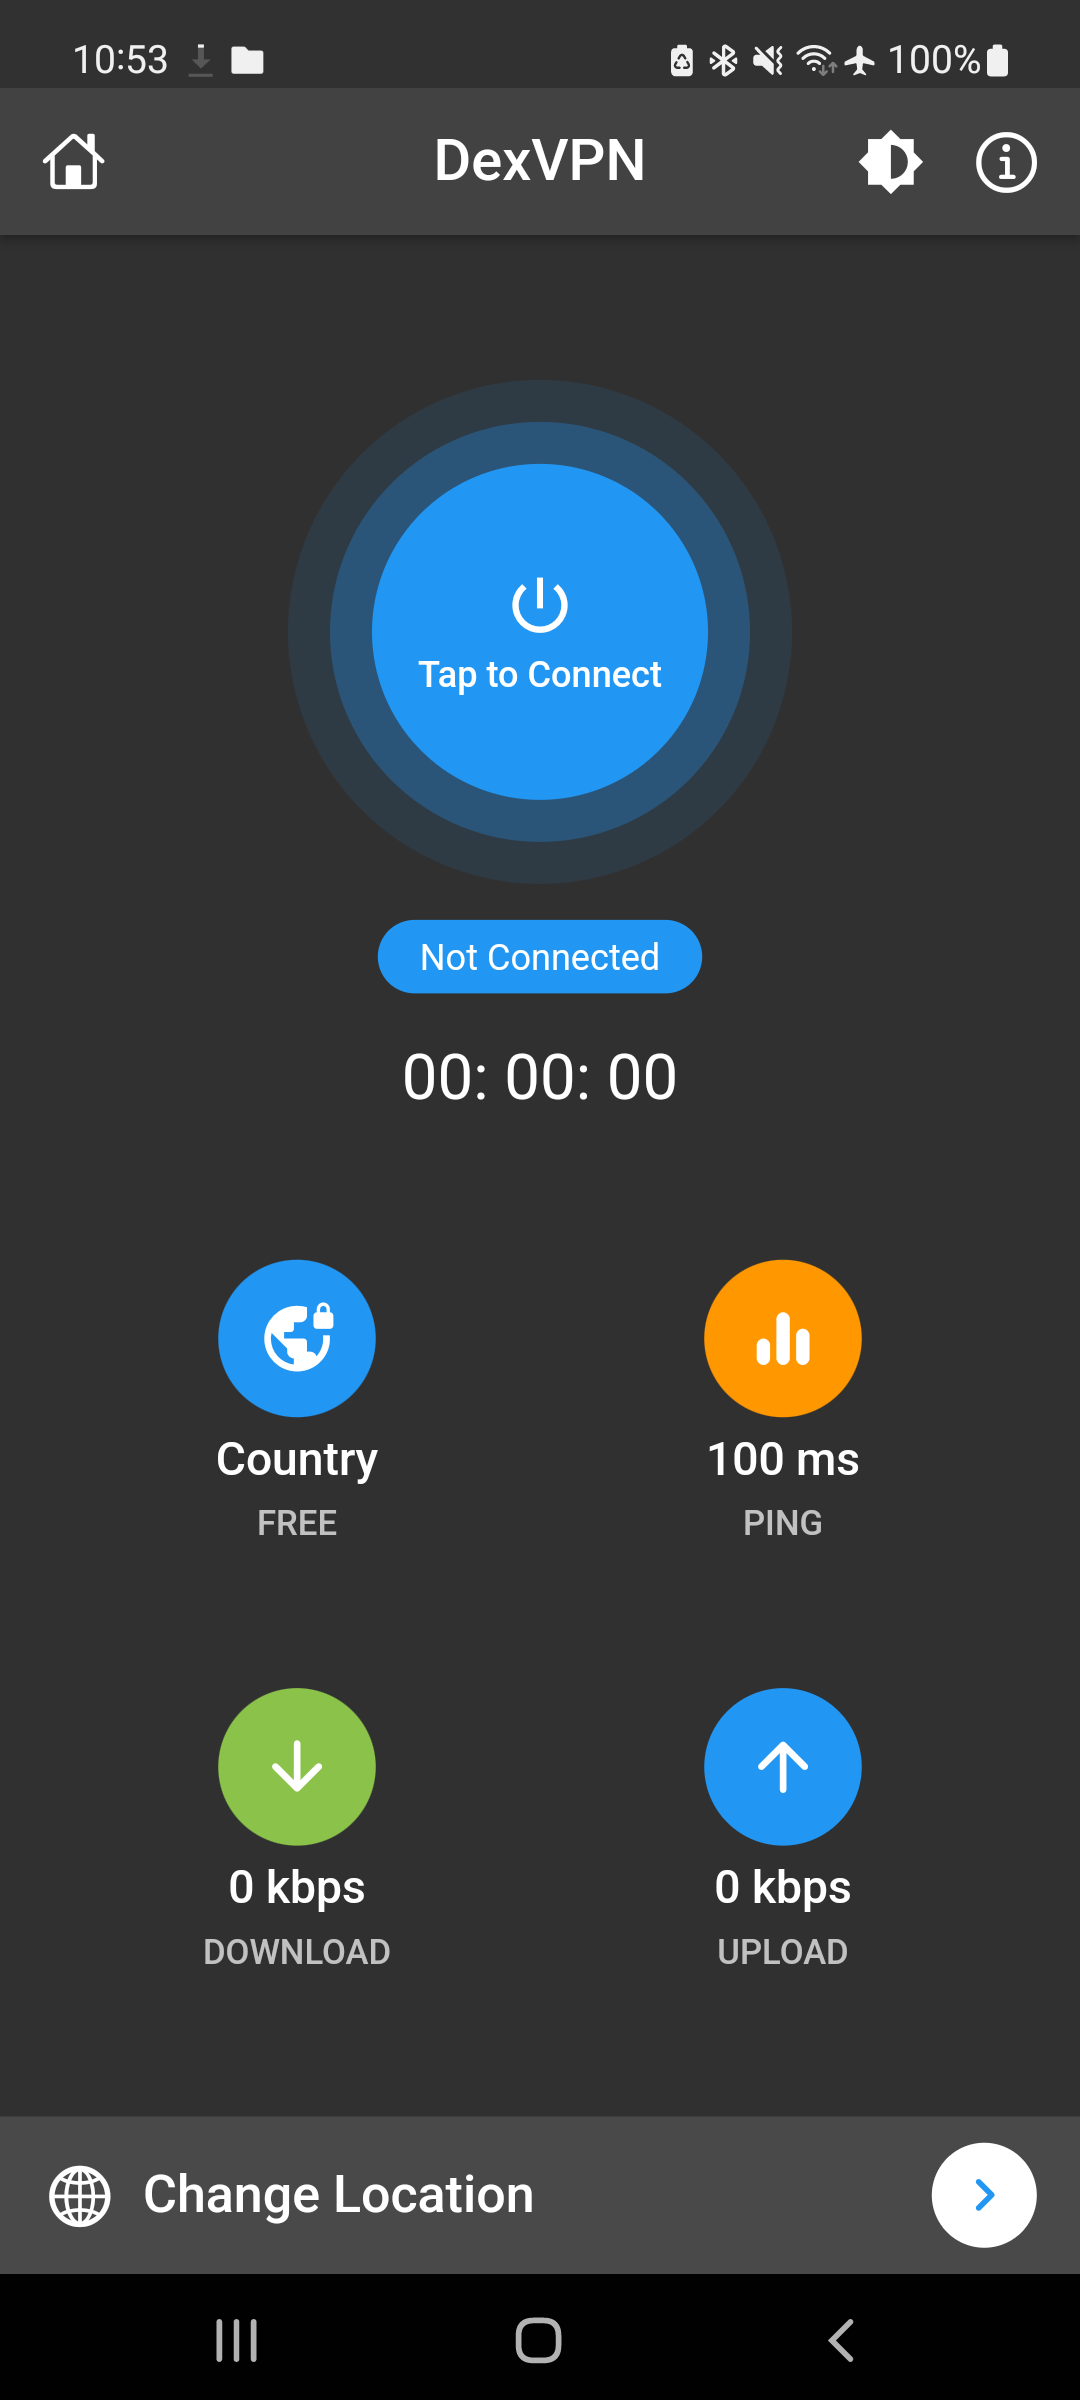 10:53
100%
DexVPN
Tap to Connect
Not Connected
00: 00: 00
Country
FREE
100 ms
PING
0 kbps
DOWNLOAD
0 kbps
UPLOAD
Change Location